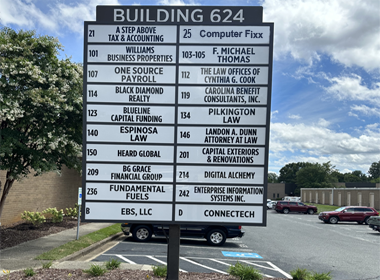 BUILDING 624
21 A STEP ABOVE
TAX & ACCOUNTING
25 Computer Fixx
101 WILLIAMS
BUSINESS PROPERTIES
103-105 F. MICHAEL
THOMAS
107 ONE SOURCE
PAYROLL
112 THE LAW OFFICES OF
CYNTHIA G. COOK
114 BLACK DIAMOND
REALTY
119 CAROLINA BENEFIT
CONSULTANTS, INC.
123 BLUELINE
CAPITAL FUNDING
134 PILKINGTON
LAW
140 ESPINOSA
LAW
146 LANDON A. DUNN
ATTORNEY AT LAW
150 HEARD GLOBAL
201 CAPITAL EXTERIORS
& RENOVATIONS
209 BG GRACE
FINANCIAL GROUP
214 DIGITAL ALCHEMY
236 FUNDAMENTAL
FUELS
242 ENTERPRISE INFORMATION
SYSTEMS INC.
B EBS, LLC
D CONNECTECH